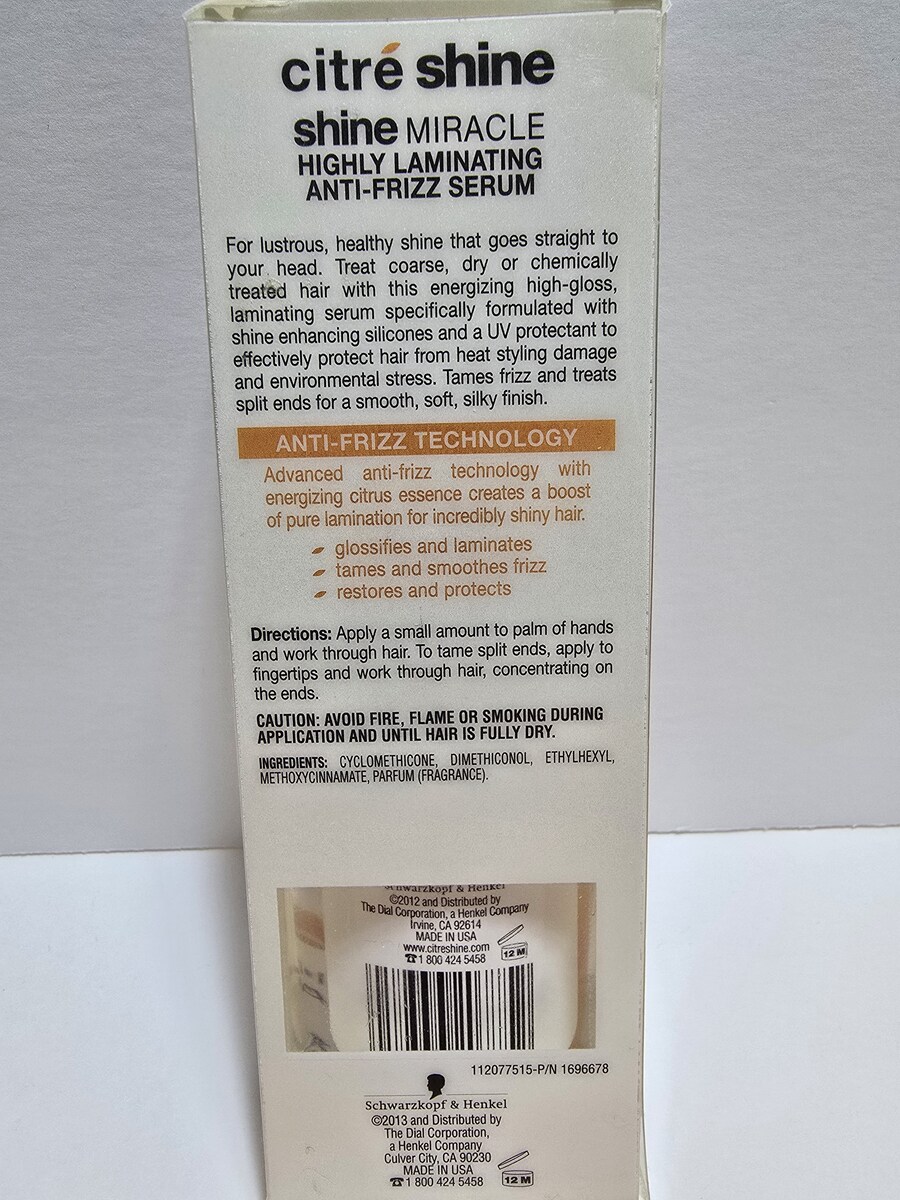 citré shine
shine MIRACLE
HIGHLY LAMINATING
ANTI-FRIZZ SERUM
For lustrous, healthy shine that goes straight to
your head. Treat coarse, dry or chemically
treated hair with this energizing high-gloss,
laminating serum specifically formulated with
shine enhancing silicones and a UV protectant to
effectively protect hair from heat styling damage
and environmental stress. Tames frizz and treats
split ends for a smooth, soft, silky finish.
ANTI-FRIZZ TECHNOLOGY
Advanced anti-frizz technology with
energizing citrus essence creates a boost
of pure lamination for incredibly shiny hair.
glossifies and laminates
tames and smoothes frizz
restores and protects
Directions: Apply a small amount to palm of hands
and work through hair. To tame split ends, apply to
fingertips and work through hair, concentrating on
the ends.
CAUTION: AVOID FIRE, FLAME OR SMOKING DURING
APPLICATION AND UNTIL HAIR IS FULLY DRY.
INGREDIENTS: CYCLOMETHICONE, DIMETHICONOL, ETHYLHEXYL,
METHOXYCINNAMATE, PARFUM (FRAGRANCE).
Schwarzkopf & Henkel
©2012 and Distributed by
The Dial Corporation, a Henkel Company
Irvine, CA 92614
MADE IN USA
www.citreshine.com
☎1 800 424 5458
12 M
112077515-P/N 1696678
Schwarzkopf & Henkel
©2013 and Distributed by
The Dial Corporation,
a Henkel Company
Culver City, CA 90230
MADE IN USA
☎1 800 424 5458
12 M